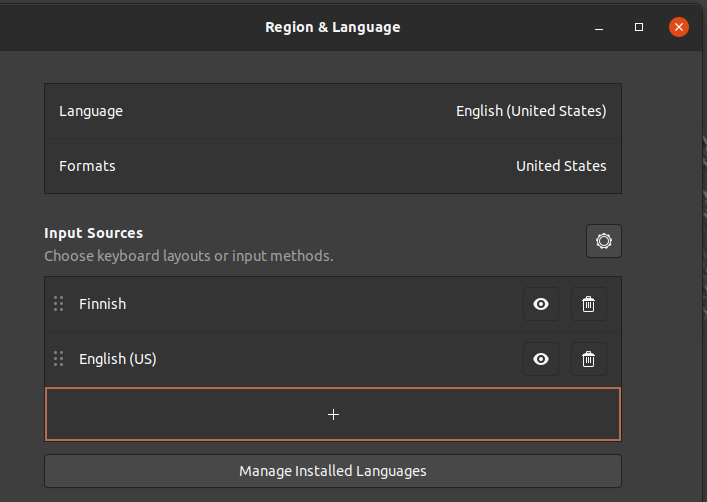 Region & Language
Language English (United States)
Formats United States
Input Sources
Choose keyboard layouts or input methods.
Finnish
English (US)
+
Manage Installed Languages